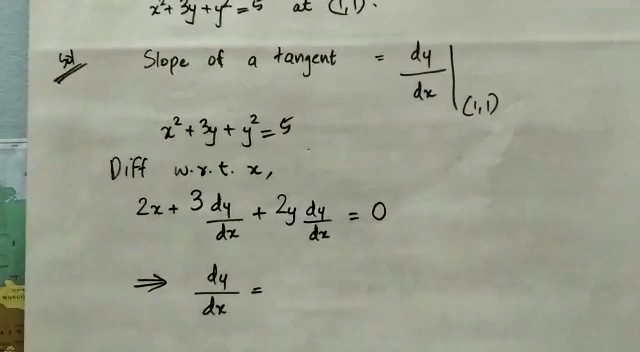 x²+3y+y²=5 at (1,1).
Sol Slope of a tangent = dy/dx |(1,1)
x²+3y+y²=5
Diff w.r.t. x,
2x+3 dy/dx + 2y dy/dx = 0
⇒ dy/dx =